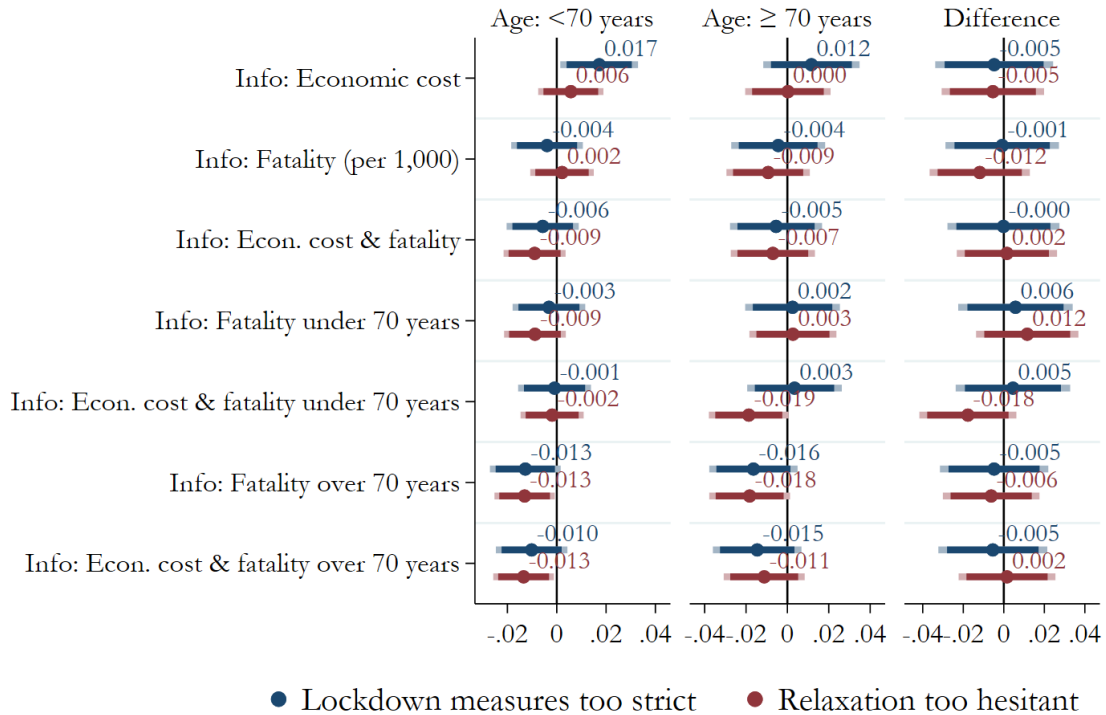 Age: <70 years Age: ≥ 70 years Difference
0.017 0.012 -0.005
Info: Economic cost 0.006 0.000 -0.005
-0.004 -0.004 -0.001
Info: Fatality (per 1,000) 0.002 -0.009 -0.012
-0.006 -0.005 -0.000
Info: Econ. cost & fatality -0.009 -0.007 0.002
-0.003 0.002 0.006
Info: Fatality under 70 years -0.009 0.003 0.012
-0.001 0.003 0.005
Info: Econ. cost & fatality under 70 years -0.002 -0.019 -0.018
-0.013 -0.016 -0.005
Info: Fatality over 70 years -0.013 -0.018 -0.006
-0.010 -0.015 -0.005
Info: Econ. cost & fatality over 70 years -0.013 -0.011 0.002
-.02 0 .02 .04 -.04 -.02 0 .02 .04 -.04 -.02 0 .02 .04
Lockdown measures too strict Relaxation too hesitant